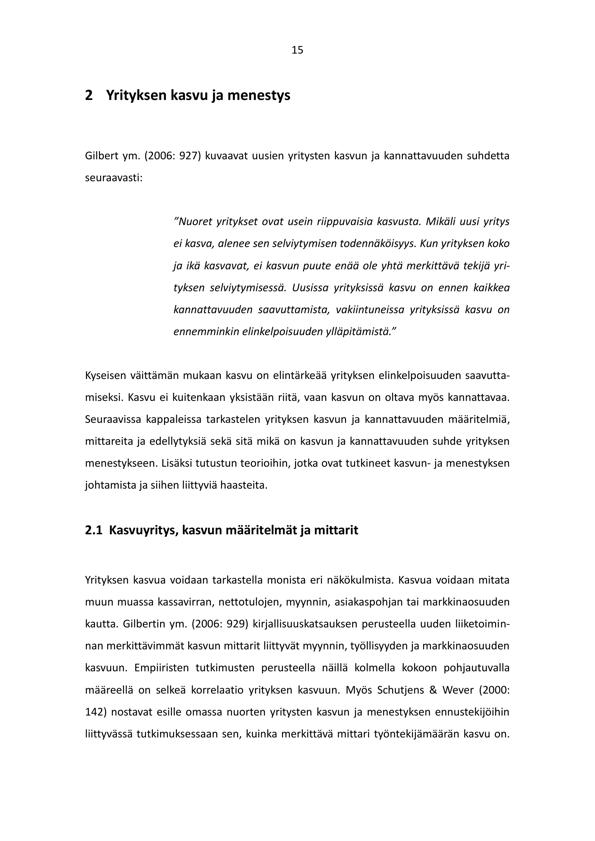 15
2 Yrityksen kasvu ja menestys
Gilbert ym. (2006: 927) kuvaavat uusien yritysten kasvun ja kannattavuuden suhdetta
seuraavasti:
”Nuoret yritykset ovat usein riippuvaisia kasvusta. Mikäli uusi yritys
ei kasva, alenee sen selviytymisen todennäköisyys. Kun yrityksen koko
ja ikä kasvavat, ei kasvun puute enää ole yhtä merkittävä tekijä yri-
tyksen selviytymisessä. Uusissa yrityksissä kasvu on ennen kaikkea
kannattavuuden saavuttamista, vakiintuneissa yrityksissä kasvu on
ennemminkin elinkelpoisuuden ylläpitämistä.”
Kyseisen väittämän mukaan kasvu on elintärkeää yrityksen elinkelpoisuuden saavutta-
miseksi. Kasvu ei kuitenkaan yksistään riitä, vaan kasvun on oltava myös kannattavaa.
Seuraavissa kappaleissa tarkastelen yrityksen kasvun ja kannattavuuden määritelmiä,
mittareita ja edellytyksiä sekä sitä mikä on kasvun ja kannattavuuden suhde yrityksen
menestykseen. Lisäksi tutustun teorioihin, jotka ovat tutkineet kasvun- ja menestyksen
johtamista ja siihen liittyviä haasteita.
2.1 Kasvuyritys, kasvun määritelmät ja mittarit
Yrityksen kasvua voidaan tarkastella monista eri näkökulmista. Kasvua voidaan mitata
muun muassa kassavirran, nettotulojen, myynnin, asiakaspohjan tai markkinaosuuden
kautta. Gilbertin ym. (2006: 929) kirjallisuuskatsauksen perusteella uuden liiketoimin-
nan merkittävimmät kasvun mittarit liittyvät myynnin, työllisyyden ja markkinaosuuden
kasvuun. Empiiristen tutkimusten perusteella näillä kolmella kokoon pohjautuvalla
määreellä on selkeä korrelaatio yrityksen kasvuun. Myös Schutjens & Wever (2000:
142) nostavat esille omassa nuorten yritysten kasvun ja menestyksen ennustekijöihin
liittyvässä tutkimuksessaan sen, kuinka merkittävä mittari työntekijämäärän kasvu on.